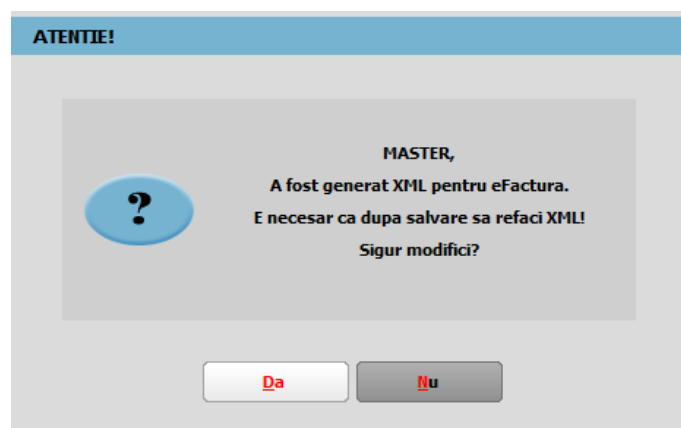 ATENTIE!
?
MASTER,
A fost generat XML pentru eFactura.
E necesar ca dupa salvare sa refaci XML!
Sigur modifici?
Da
Nu